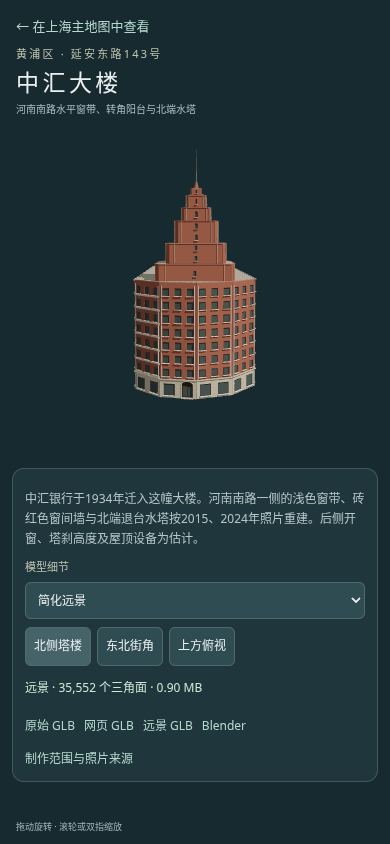 ← 在上海主地图中查看
黄浦区 · 延安东路143号
中汇大楼
河南南路水平窗带、转角阳台与北端水塔
中汇银行于1934年迁入这幢大楼。河南南路一侧的浅色窗带、砖
红色窗间墙与北端退台水塔按2015、2024年照片重建。后侧开
窗、塔刹高度及屋顶设备为估计。
模型细节
简化远景
北侧塔楼 东北街角 上方俯视
远景 · 35,552 个三角面 · 0.90 MB
原始 GLB 网页 GLB 远景 GLB Blender
制作范围与照片来源
拖动旋转 · 滚轮或双指缩放